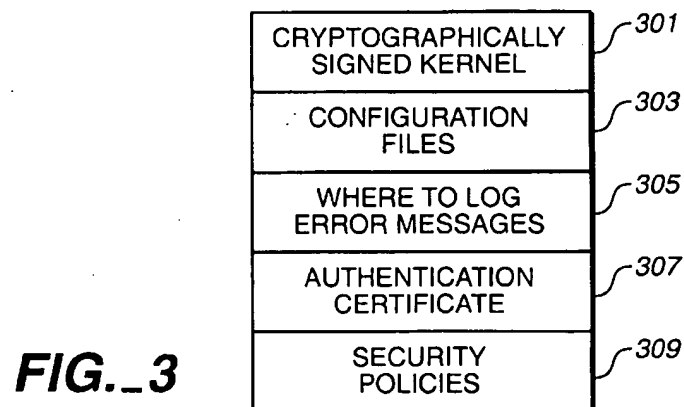 CRYPTOGRAPHICALLY
SIGNED KERNEL
301
CONFIGURATION
FILES
303
WHERE TO LOG
ERROR MESSAGES
305
AUTHENTICATION
CERTIFICATE
307
SECURITY
POLICIES
309
FIG._3